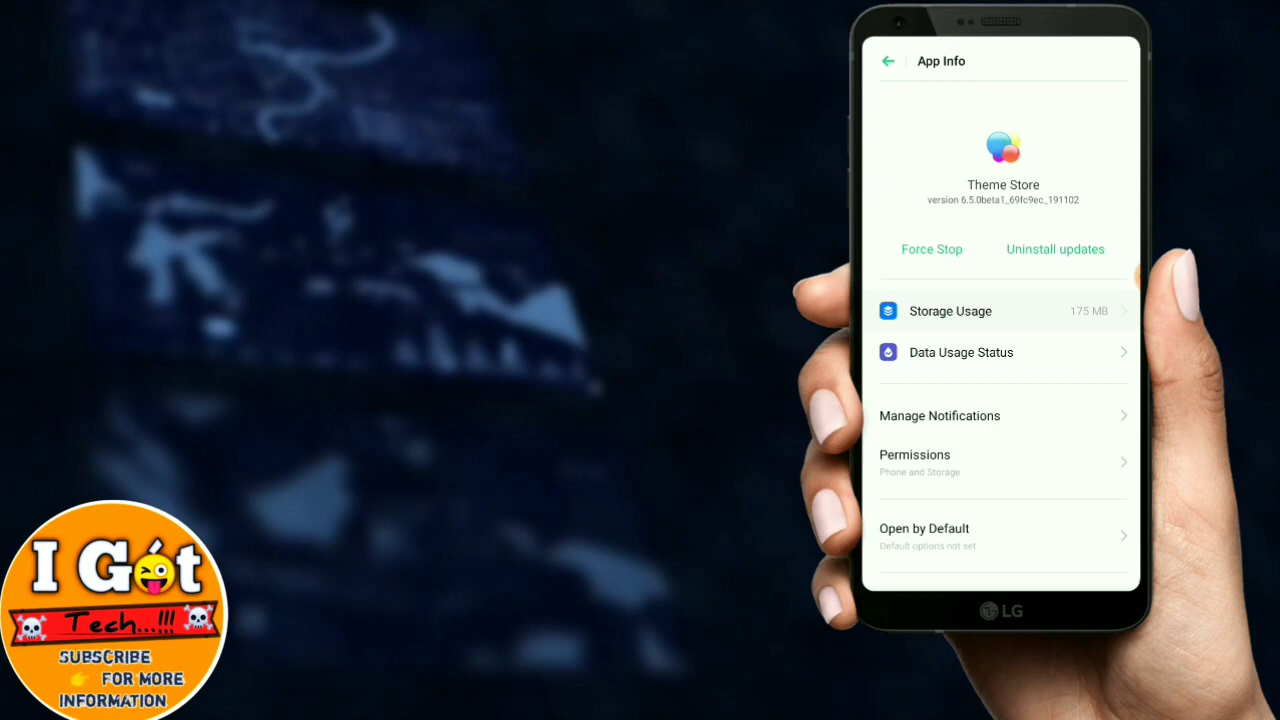 App Info
Theme Store
version 6.5.0beta1_69fc9ec_191102
Force Stop
Uninstall updates
Storage Usage
175 MB
Data Usage Status
Manage Notifications
Permissions
Phone and Storage
Open by Default
Default options not set
LG
I Gót
Tech...!!!
SUBSCRIBE
👉 FOR MORE
INFORMATION